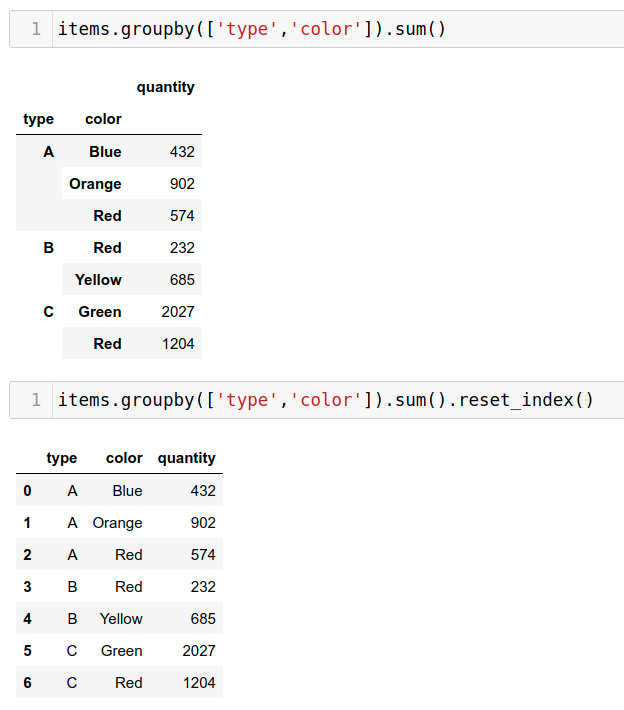 1 items.groupby(['type','color']).sum()
quantity
type color
A Blue 432
Orange 902
Red 574
B Red 232
Yellow 685
C Green 2027
Red 1204
1 items.groupby(['type','color']).sum().reset_index()
type color quantity
0 A Blue 432
1 A Orange 902
2 A Red 574
3 B Red 232
4 B Yellow 685
5 C Green 2027
6 C Red 1204